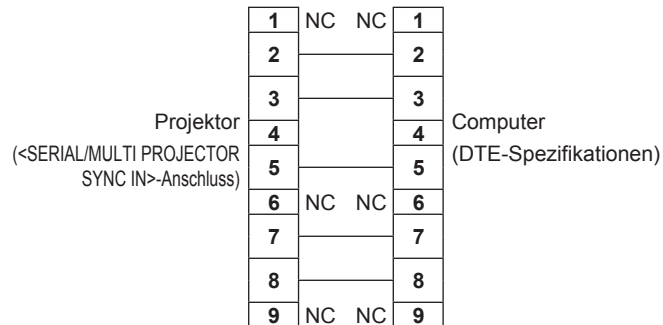 1 NC NC 1
2 2
3 3
Projektor
(<SERIAL/MULTI PROJECTOR
SYNC IN>-Anschluss)
4 4
Computer
(DTE-Spezifikationen)
5 5
6 NC NC 6
7 7
8 8
9 NC NC 9